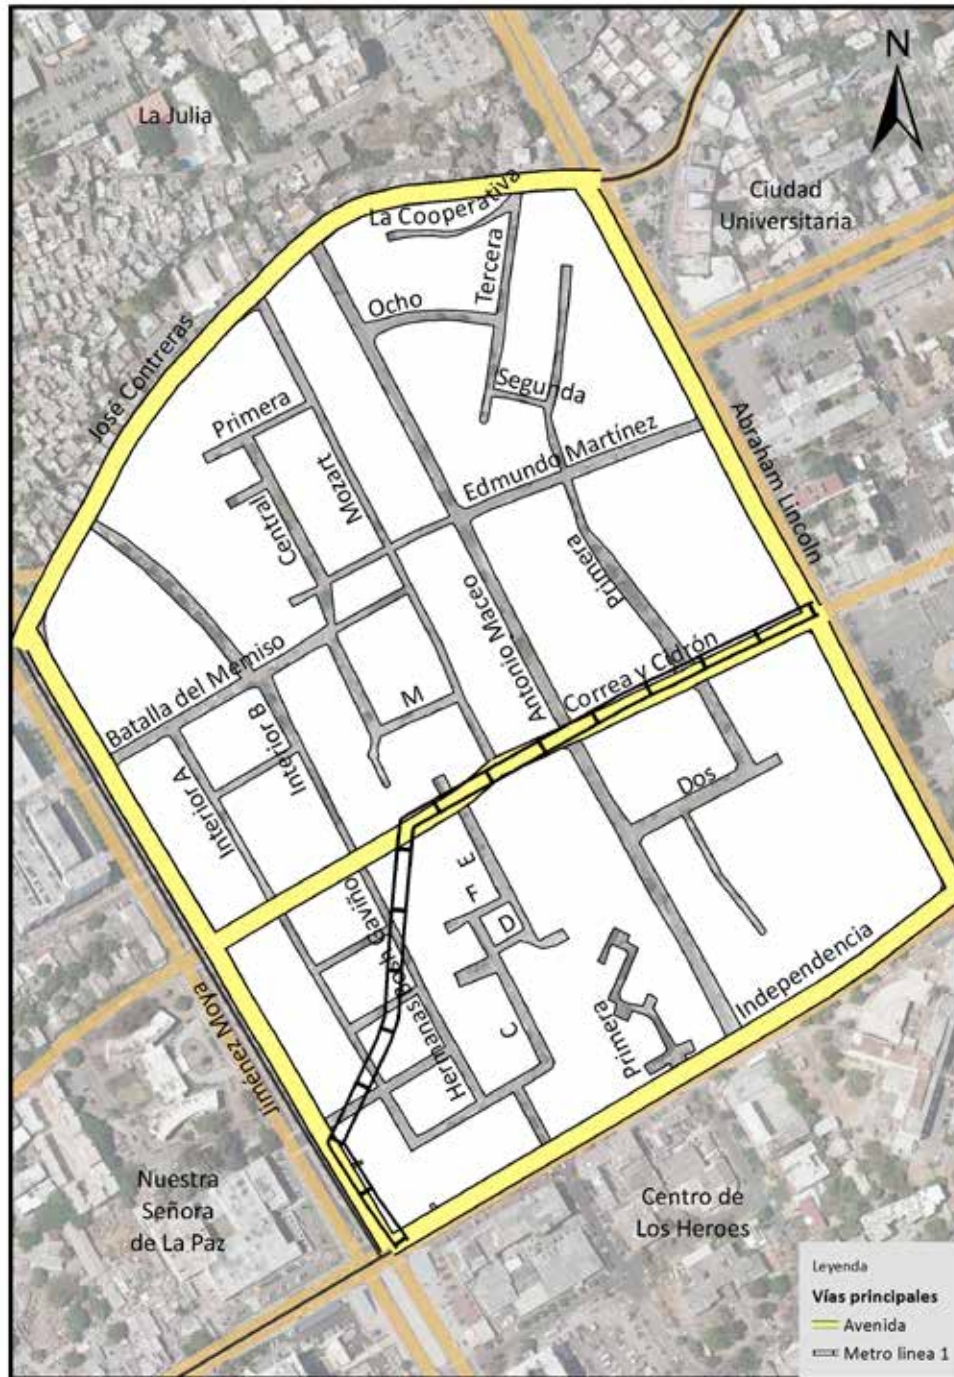 N
La Julia
Ciudad
Universitaria
La Cooperativa
Tercera
Ocho
José Contreras
Segunda
Primera
Abraham Lincoln
Edmundo Martínez
Mozart
Central
Primera
Antonio Maceo
Batalla del Memiso
Correa y Cidrón
M
Interior B
Interior A
Dos
E
F
Hermanas Rosh Gaviño
D
Independencia
C
Primera
Jiménez Moya
Nuestra
Señora
de La Paz
Centro de
Los Heroes
Leyenda
Vías principales
Avenida
Metro linea 1